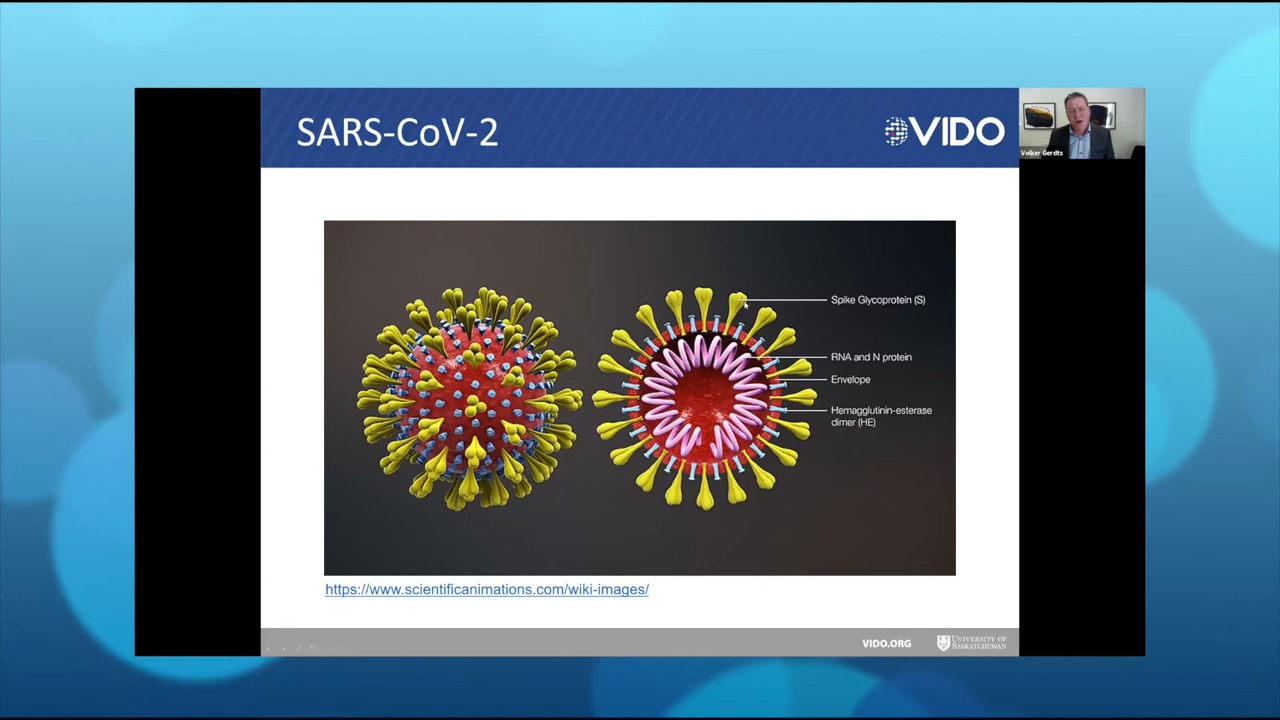 SARS-CoV-2
VIDO
Volker Gerdts
Spike Glycoprotein (S)
RNA and N protein
Envelope
Hemagglutinin-esterase
dimer (HE)
https://www.scientificanimations.com/wiki-images/
VIDO.ORG
UNIVERSITY OF
SASKATCHEWAN